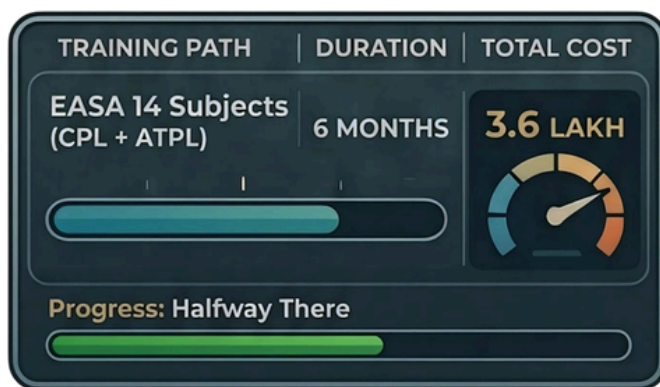 TRAINING PATH | DURATION | TOTAL COST
EASA 14 Subjects
(CPL + ATPL)
6 MONTHS
3.6 LAKH
Progress: Halfway There